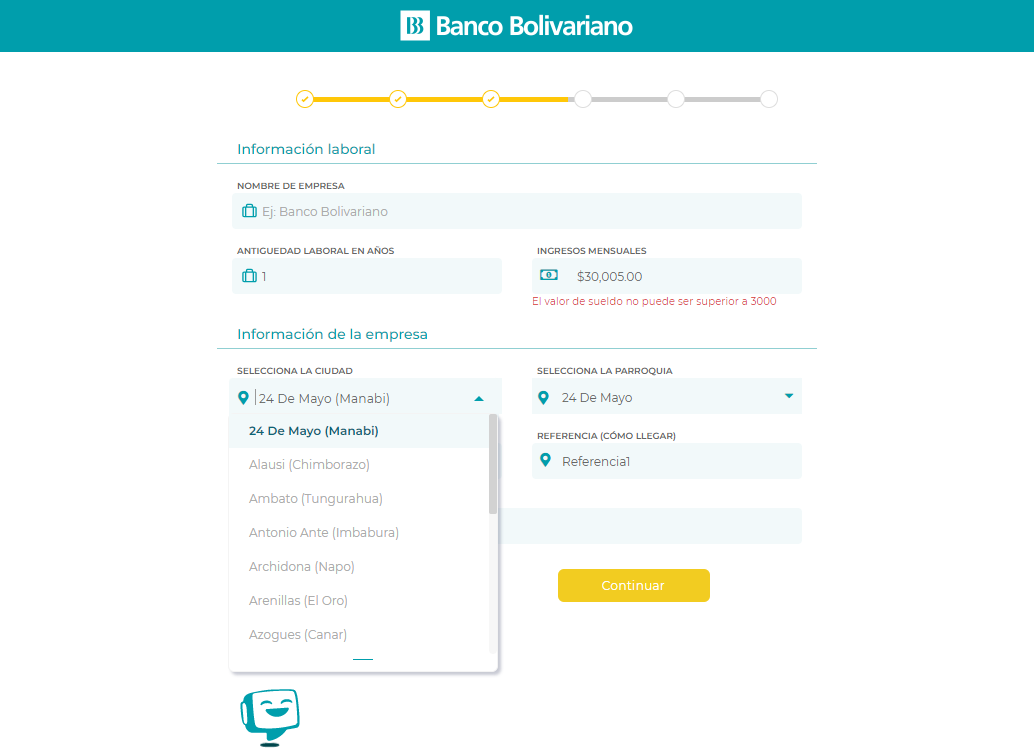 Banco Bolivariano
Información laboral
NOMBRE DE EMPRESA
Ej: Banco Bolivariano
ANTIGUEDAD LABORAL EN AÑOS
INGRESOS MENSUALES
1
$30,005.00
El valor de sueldo no puede ser superior a 3000
Información de la empresa
SELECCIONA LA CIUDAD
SELECCIONA LA PARROQUIA
24 De Mayo (Manabi)
24 De Mayo
24 De Mayo (Manabi)
REFERENCIA (CÓMO LLEGAR)
Alausi (Chimborazo)
Referencia1
Ambato (Tungurahua)
Antonio Ante (Imbabura)
Archidona (Napo)
Continuar
Arenillas (El Oro)
Azogues (Canar)